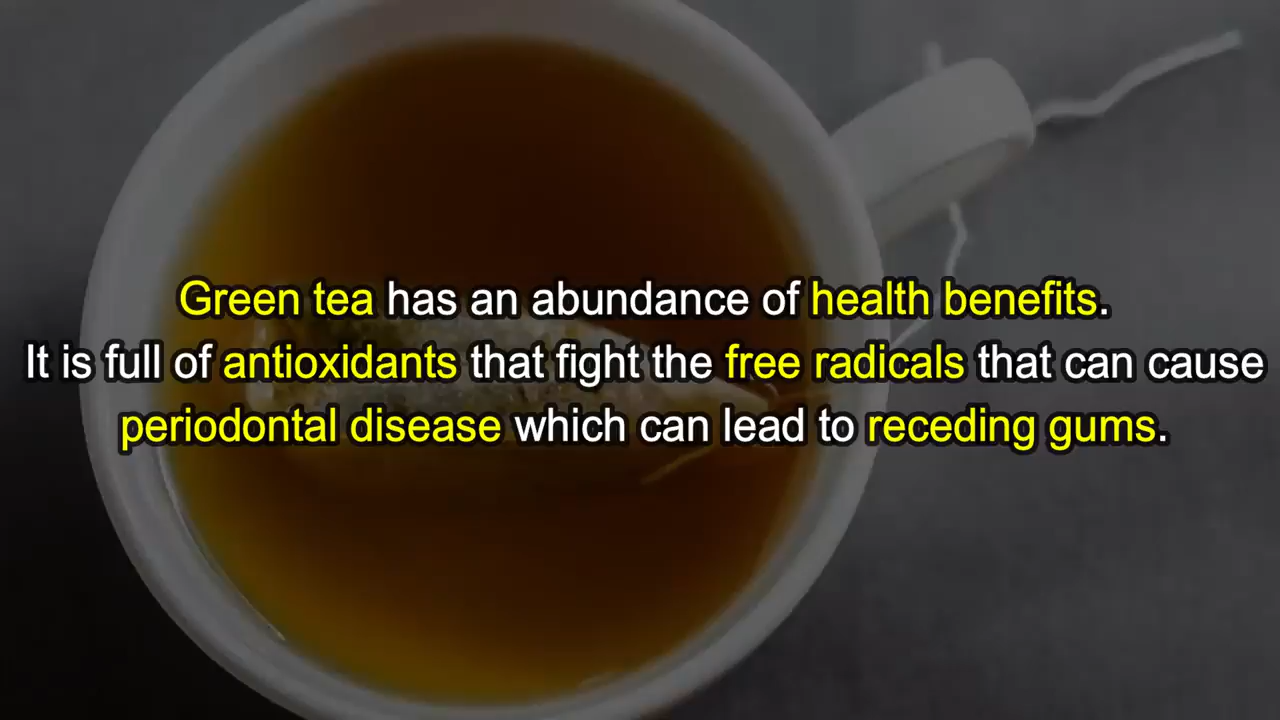 Green tea has an abundance of health benefits.
It is full of antioxidants that fight the free radicals that can cause
periodontal disease which can lead to receding gums.